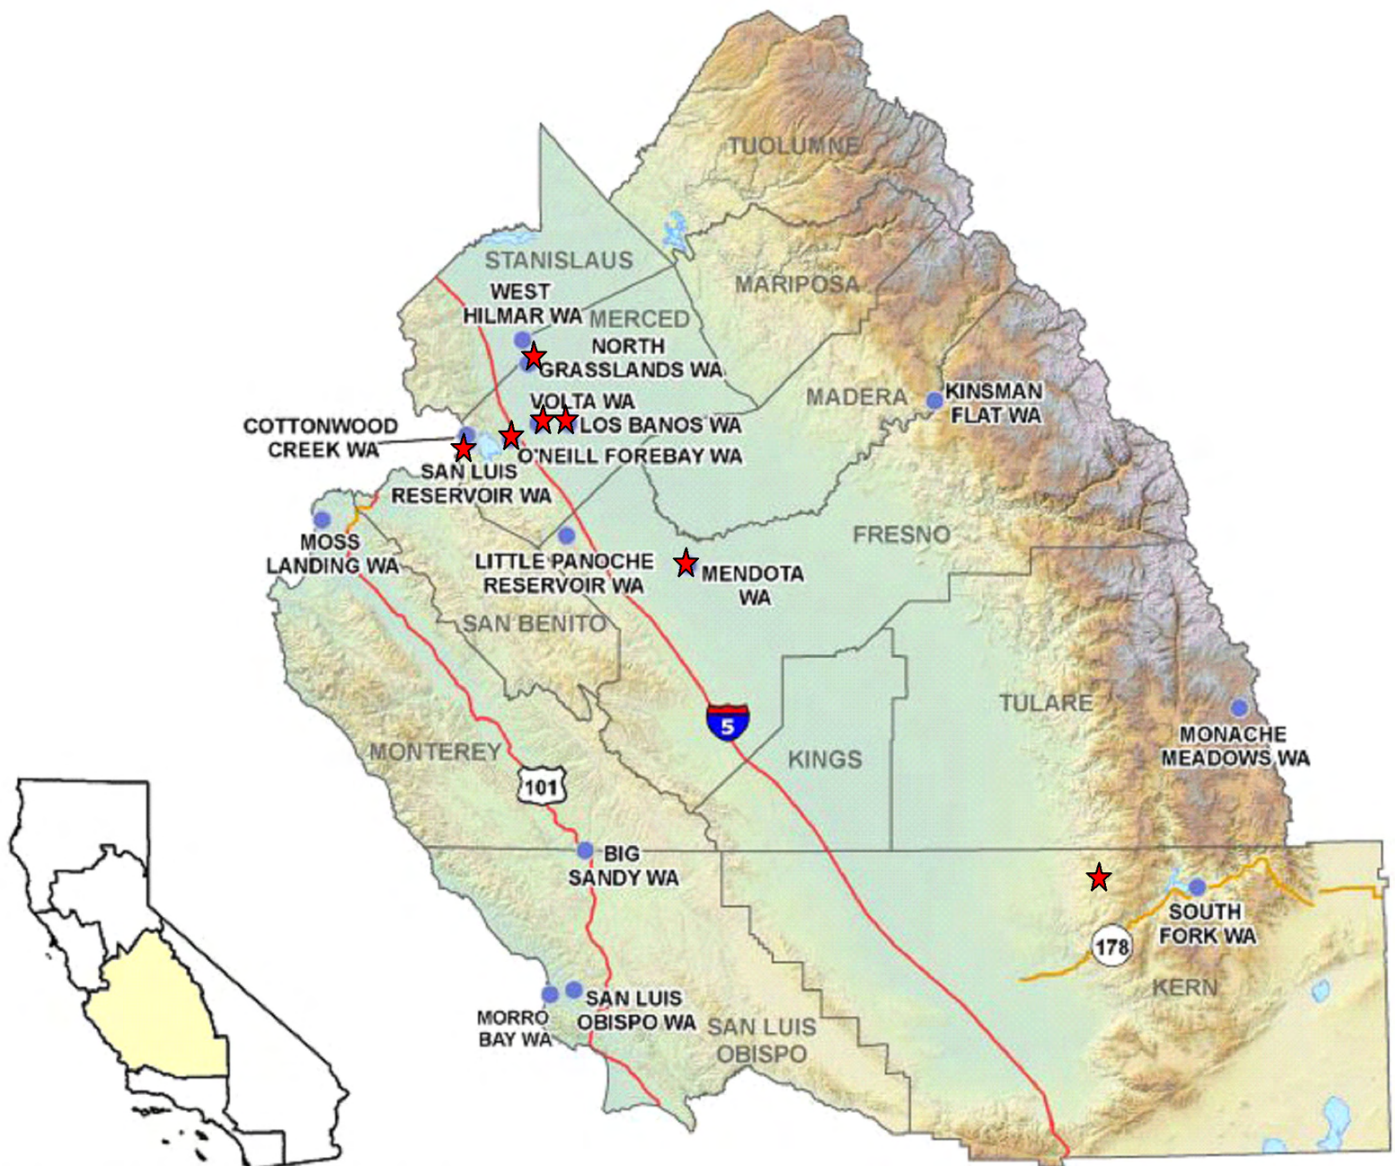 TUOLUMNE
STANISLAUS
WEST
HILMAR WA
MARIPOSA
MERCED
NORTH
GRASSLANDS WA
MADERA
KINSMAN
FLAT WA
VOLTA WA
LOS BANOS WA
COTTONWOOD
CREEK WA
O'NEILL FOREBAY WA
SAN LUIS
RESERVOIR WA
MOSS
LANDING WA
FRESNO
LITTLE PANOCHE
RESERVOIR WA
MENDOTA
WA
SAN BENITO
TULARE
5
MONACHE
MEADOWS WA
MONTEREY
KINGS
101
BIG
SANDY WA
SOUTH
FORK WA
178
KERN
SAN LUIS
OBISPO WA
MORRO
BAY WA
SAN LUIS
OBISPO